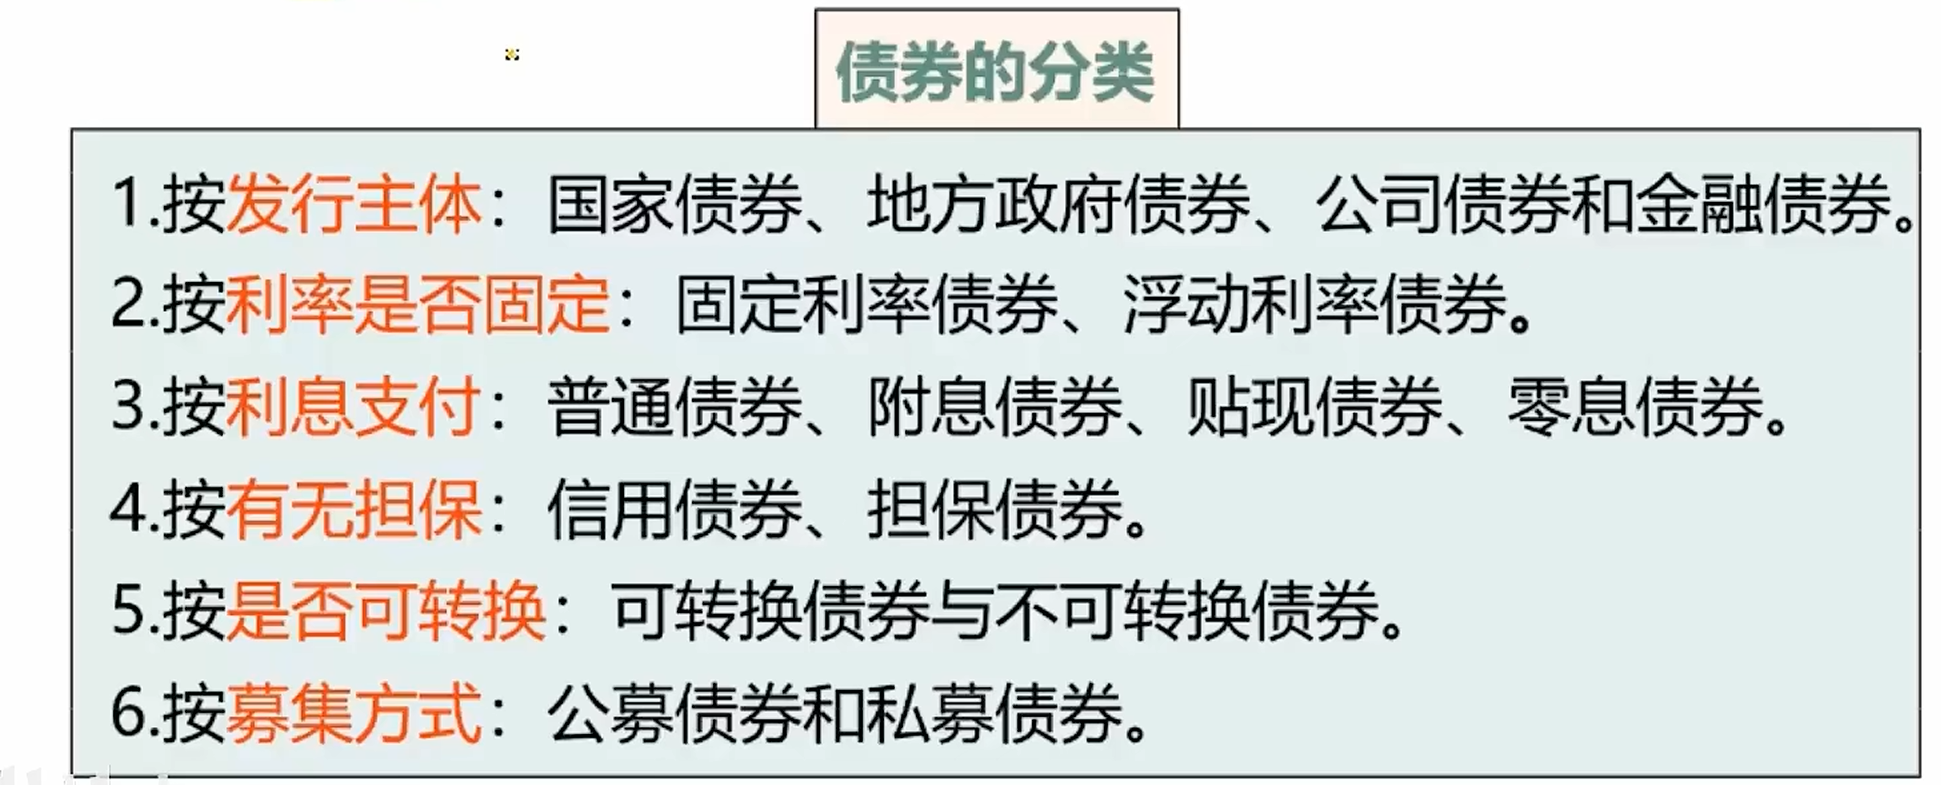 债券的分类
1.按发行主体：国家债券、地方政府债券、公司债券和金融债券。
2.按利率是否固定：固定利率债券、浮动利率债券。
3.按利息支付：普通债券、附息债券、贴现债券、零息债券。
4.按有无担保：信用债券、担保债券。
5.按是否可转换：可转换债券与不可转换债券。
6.按募集方式：公募债券和私募债券。